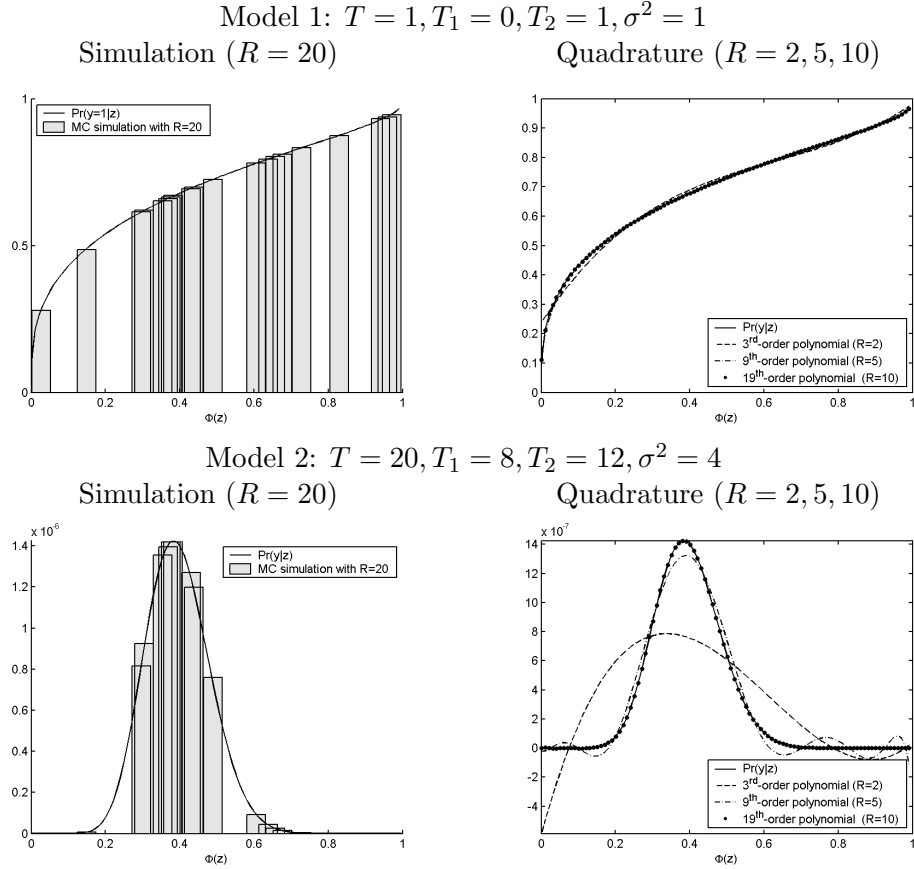 Model 1: T = 1, T₁ = 0, T₂ = 1, σ² = 1
Simulation (R = 20)
Quadrature (R = 2, 5, 10)
1
0.5
0
Pr(y=1|z)
MC simulation with R=20
0 0.2 0.4 0.6 0.8 1
Φ(z)
1
0.9
0.8
0.7
0.6
0.5
0.4
0.3
0.2
0.1
0
Pr(y|z)
3rd-order polynomial (R=2)
9th-order polynomial (R=5)
19th-order polynomial (R=10)
0 0.2 0.4 0.6 0.8 1
Φ(z)
Model 2: T = 20, T₁ = 8, T₂ = 12, σ² = 4
Simulation (R = 20)
Quadrature (R = 2, 5, 10)
x 10⁻⁶
1.4
1.2
1
0.8
0.6
0.4
0.2
0
Pr(y|z)
MC simulation with R=20
0 0.2 0.4 0.6 0.8 1
Φ(z)
x 10⁻⁷
14
12
10
8
6
4
2
0
-2
-4
Pr(y|z)
3rd-order polynomial (R=2)
9th-order polynomial (R=5)
19th-order polynomial (R=10)
0 0.2 0.4 0.6 0.8 1
Φ(z)